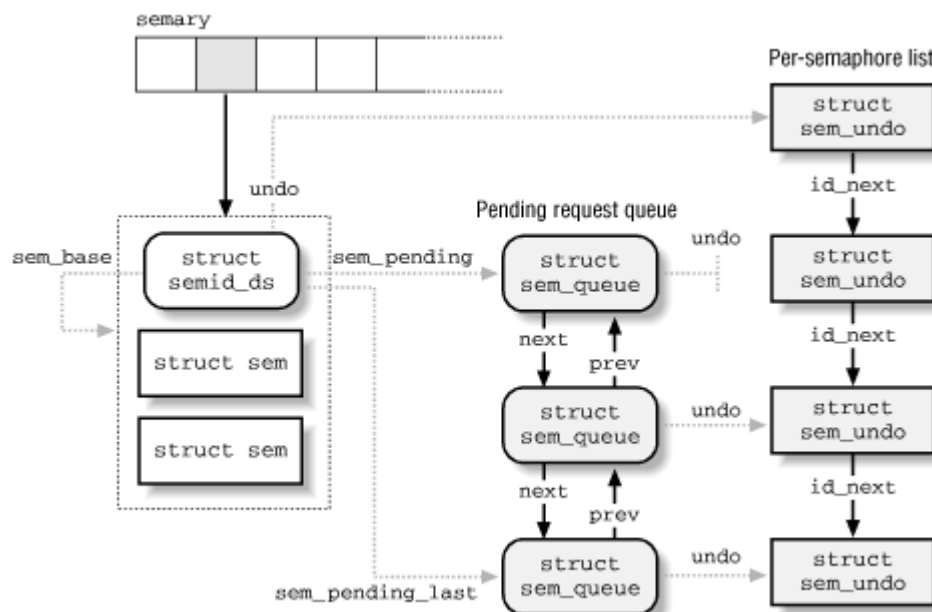 semary
Per-semaphore list
struct
sem_undo
undo
id_next
Pending request queue
sem_base
struct
semid_ds
sem_pending
struct
sem_queue
undo
struct
sem_undo
next
prev
id_next
struct sem
struct
sem_queue
undo
struct
sem_undo
struct sem
next
prev
id_next
sem_pending_last
struct
sem_queue
undo
struct
sem_undo